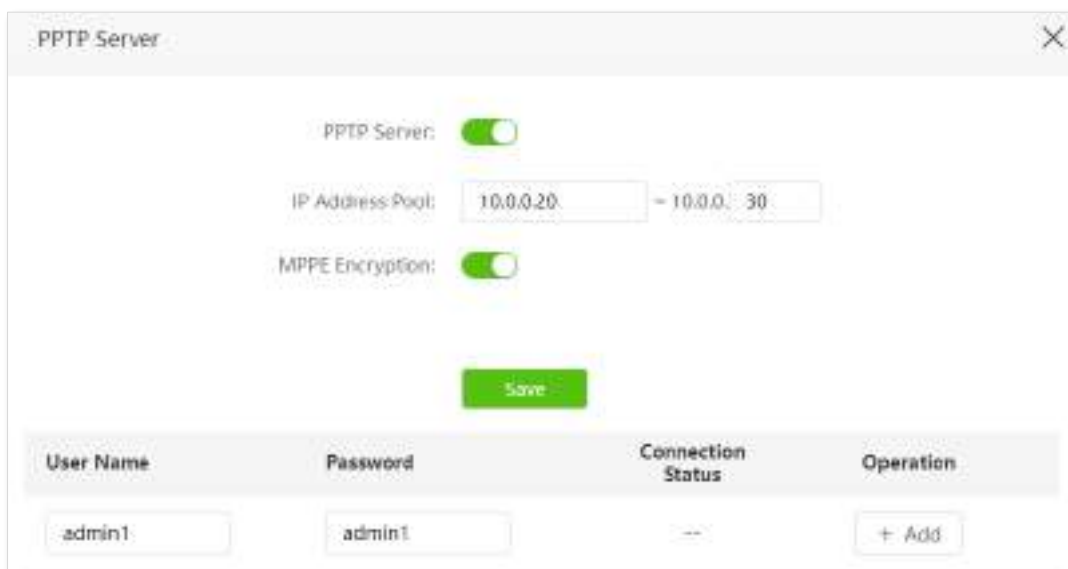 PPTP Server
PPTP Server:
IP Address Pool: 10.0.0.20 ~ 10.0.0. 30
MPPE Encryption:
Save
User Name Password Connection Status Operation
admin1 admin1 -- + Add